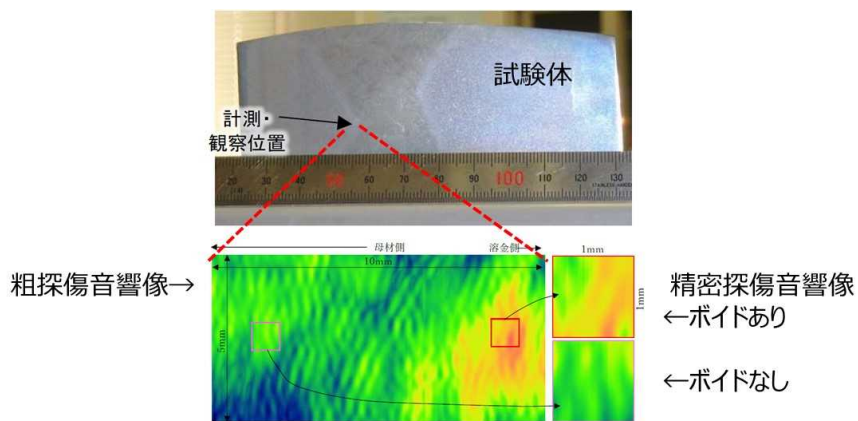 試験体
計測・
観察位置
20 30 40 50 60 70 80 90 100 110 120 130
母材側
溶金側
10mm
1mm
粗探傷音響像→
精密探傷音響像
1mm
←ボイドあり
5mm
←ボイドなし